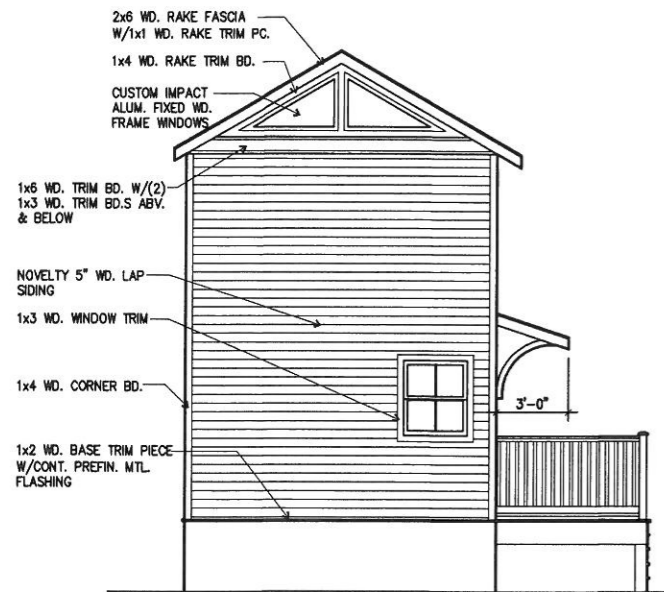 2x6 WD. RAKE FASCIA
W/1x1 WD. RAKE TRIM PC.
1x4 WD. RAKE TRIM BD.
CUSTOM IMPACT
ALUM. FIXED WD.
FRAME WINDOWS
1x6 WD. TRIM BD. W/(2)
1x3 WD. TRIM BD.S ABV.
& BELOW
NOVELTY 5" WD. LAP
SIDING
1x3 WD. WINDOW TRIM
1x4 WD. CORNER BD.
3'-0"
1x2 WD. BASE TRIM PIECE
W/CONT. PREFIN. MTL.
FLASHING